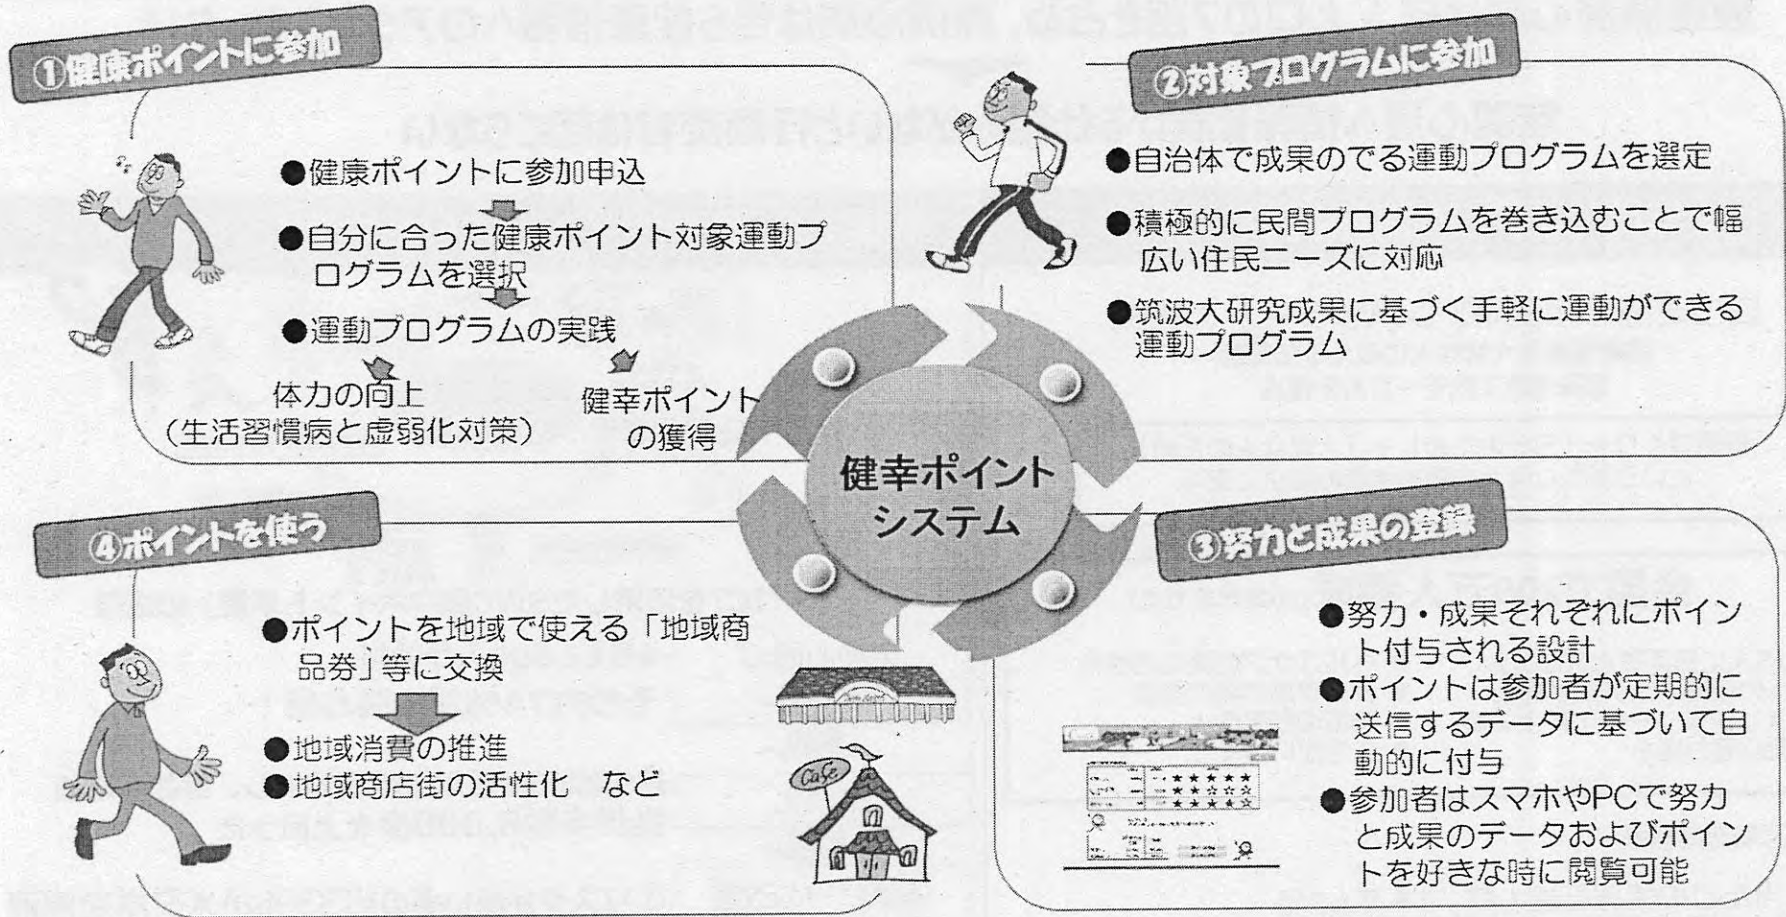 ①健康ポイントに参加
●健康ポイントに参加申込
●自分に合った健康ポイント対象運動プ
ログラムを選択
●運動プログラムの実践
体力の向上
(生活習慣病と虚弱化対策)
健幸ポイント
の獲得
②対象プログラムに参加
●自治体で成果のでる運動プログラムを選定
●積極的に民間プログラムを巻き込むことで幅
広い住民ニーズに対応
●筑波大研究成果に基づく手軽に運動ができる
運動プログラム
健幸ポイント
システム
③努力と成果の登録
●努力・成果それぞれにポイン
ト付与される設計
●ポイントは参加者が定期的に
送信するデータに基づいて自
動的に付与
●参加者はスマホやPCで努力
と成果のデータおよびポイン
トを好きな時に閲覧可能
④ポイントを使う
●ポイントを地域で使える「地域商
品券」等に交換
●地域消費の推進
●地域商店街の活性化 など
Cafe